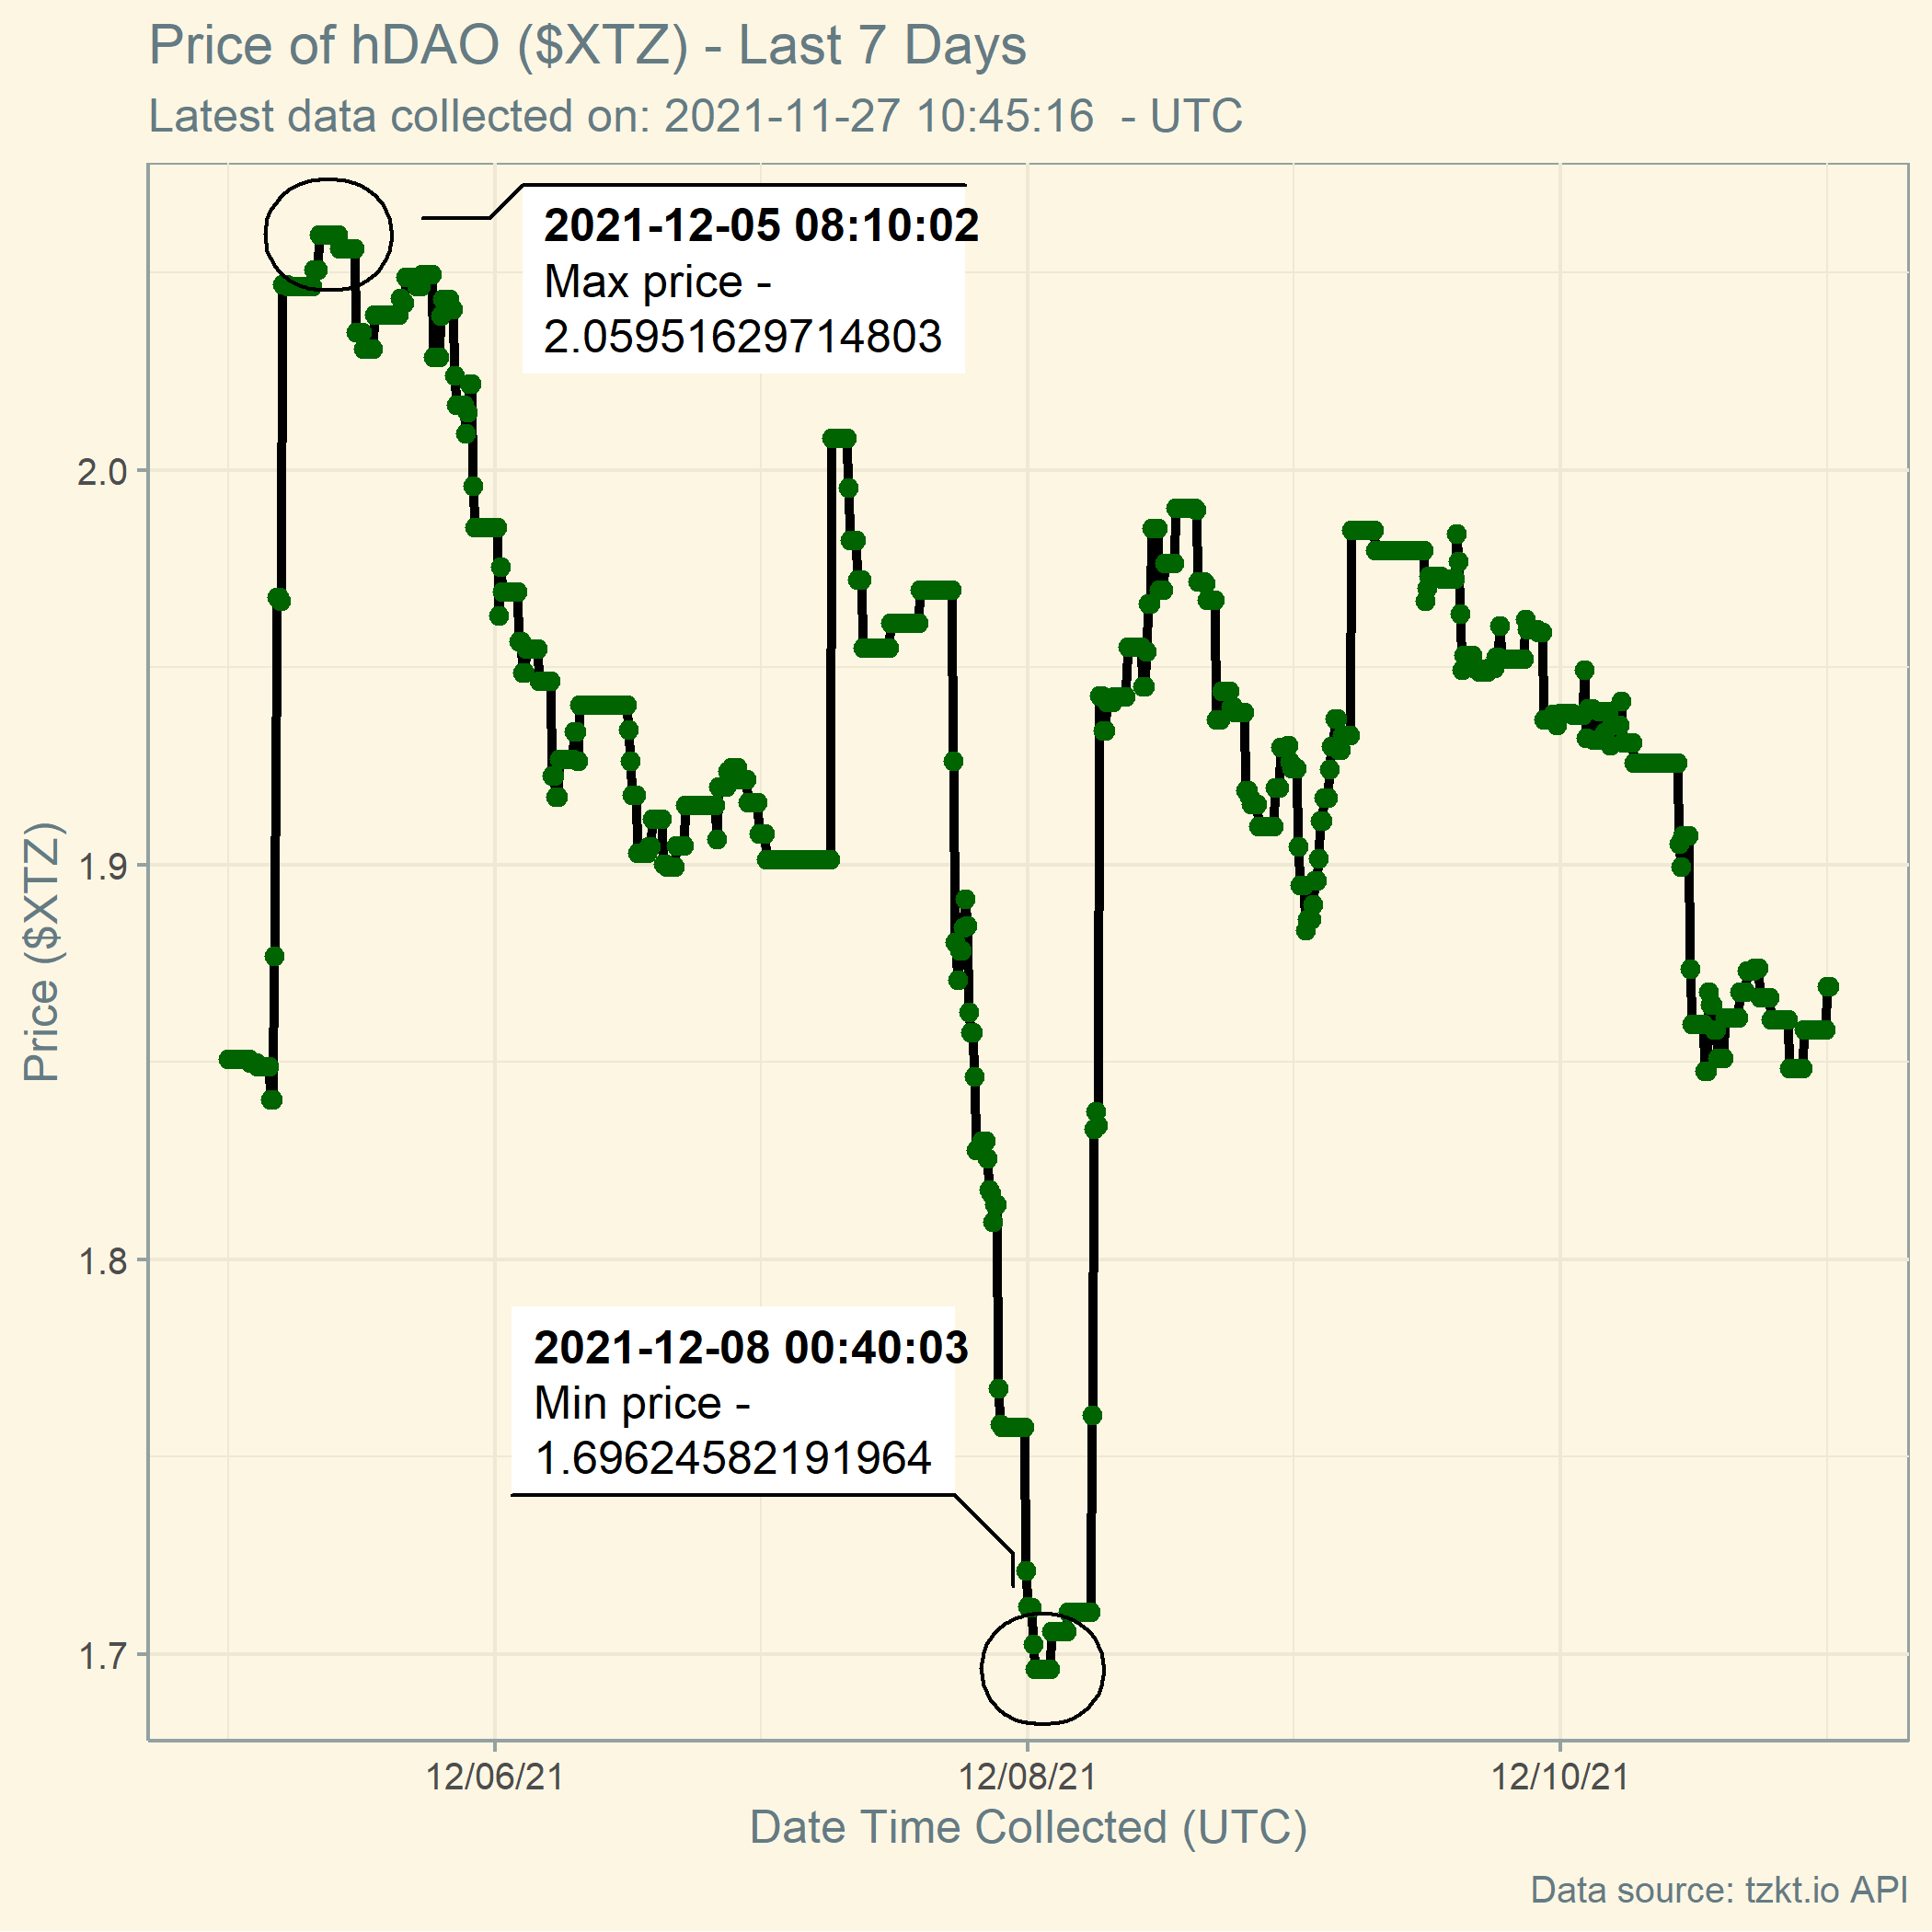 Price of hDAO ($XTZ) - Last 7 Days
Latest data collected on: 2021-11-27 10:45:16  - UTC
2021-12-05 08:10:02
Max price -
2.05951629714803
2.0
1.9
1.8
1.7
Price ($XTZ)
2021-12-08 00:40:03
Min price -
1.69624582191964
12/06/21
12/08/21
12/10/21
Date Time Collected (UTC)
Data source: tzkt.io API